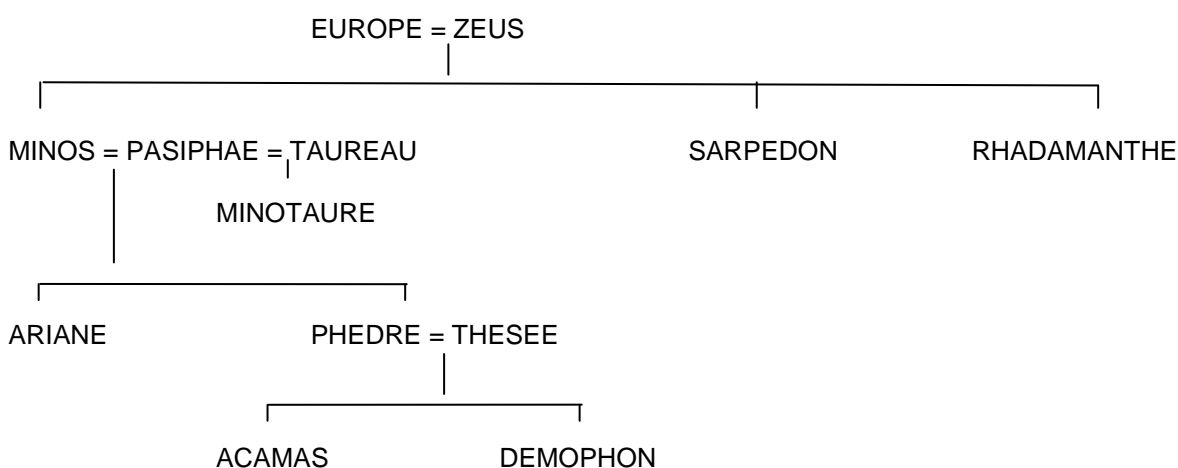 EUROPE = ZEUS
MINOS = PASIPHAE = TAUREAU SARPEDON RHADAMANTHE
MINOTAURE
ARIANE PHEDRE = THESEE
ACAMAS DEMOPHON